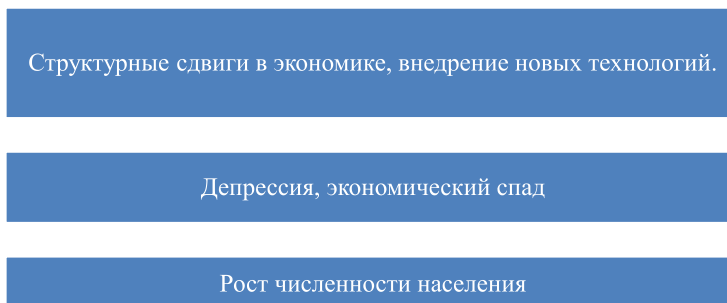 Структурные сдвиги в экономике, внедрение новых технологий.
Депрессия, экономический спад
Рост численности населения